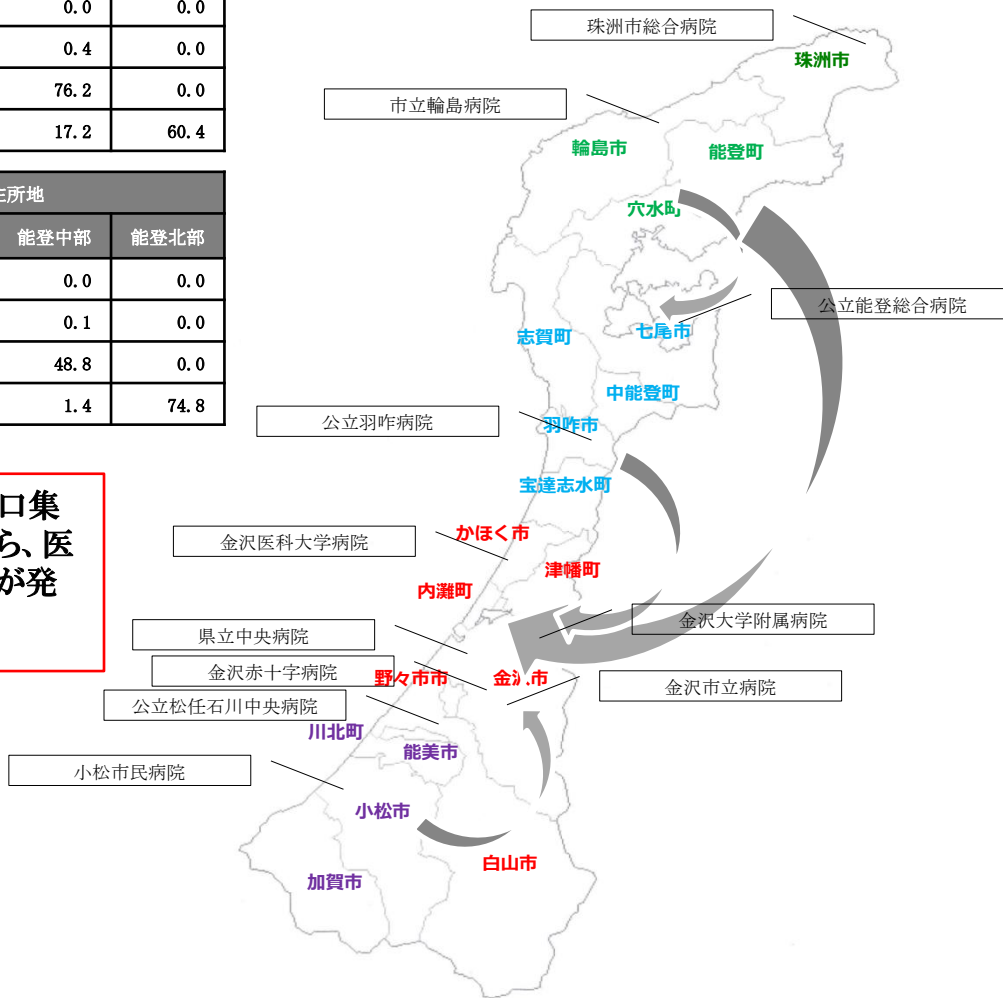 0.0 0.0
0.4 0.0
76.2 0.0
17.2 60.4
住所地
能登中部 能登北部
0.0 0.0
0.1 0.0
48.8 0.0
1.4 74.8
口集
ら、医
が発
珠洲市総合病院
珠洲市
市立輪島病院
輪島市
能登町
穴水町
公立能登総合病院
志賀町
七尾市
中能登町
公立羽咋病院
羽咋市
宝達志水町
かほく市
金沢医科大学病院
津幡町
内灘町
金沢大学附属病院
県立中央病院
金沢赤十字病院
野々市市
金沢市
金沢市立病院
公立松任石川中央病院
川北町
能美市
小松市民病院
小松市
白山市
加賀市